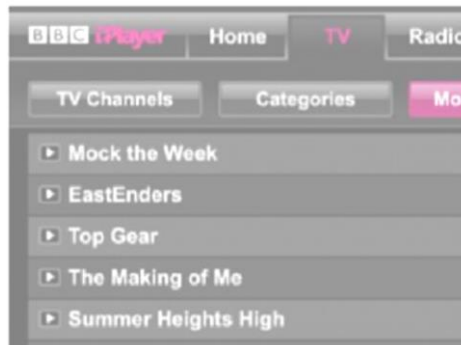 BBC iPlayer Home TV Radio
TV Channels Categories Mo
Mock the Week
EastEnders
Top Gear
The Making of Me
Summer Heights High